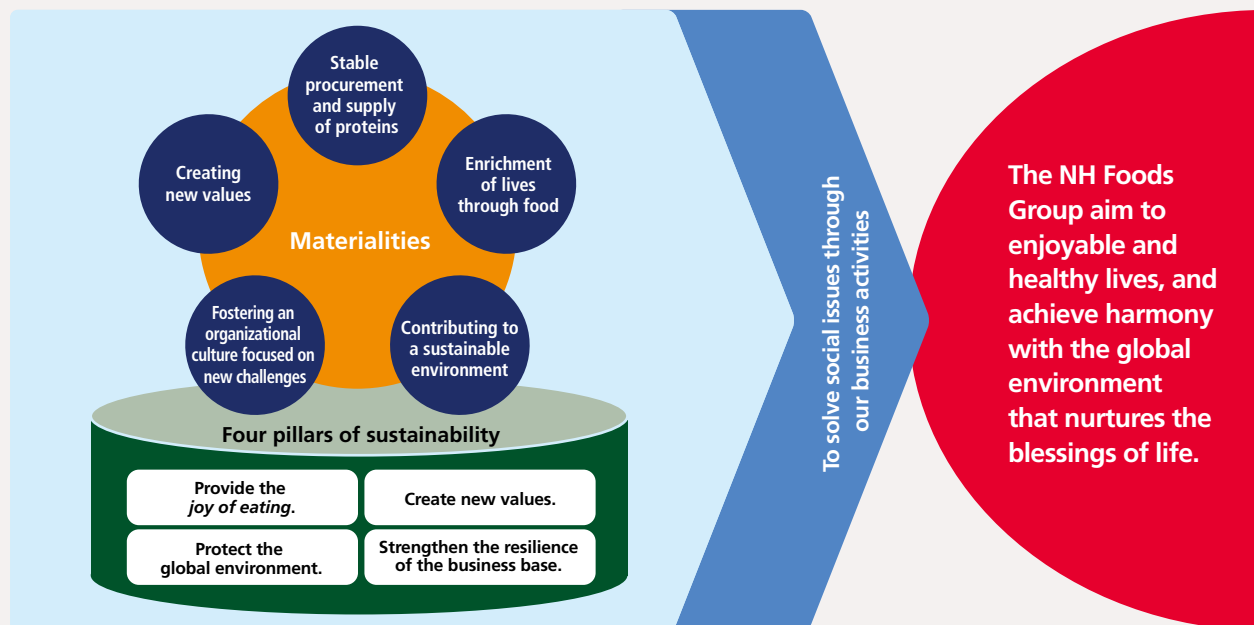 Stable
procurement
and supply
of proteins
Creating
new values
Enrichment
of lives
through food
Materialities
Fostering an
organizational
culture focused on
new challenges
Contributing to
a sustainable
environment
Four pillars of sustainability
Provide the
joy of eating.
Create new values.
Protect the
global environment.
Strengthen the resilience
of the business base.
To solve social issues through
our business activities
The NH Foods
Group aim to
enjoyable and
healthy lives, and
achieve harmony
with the global
environment
that nurtures the
blessings of life.